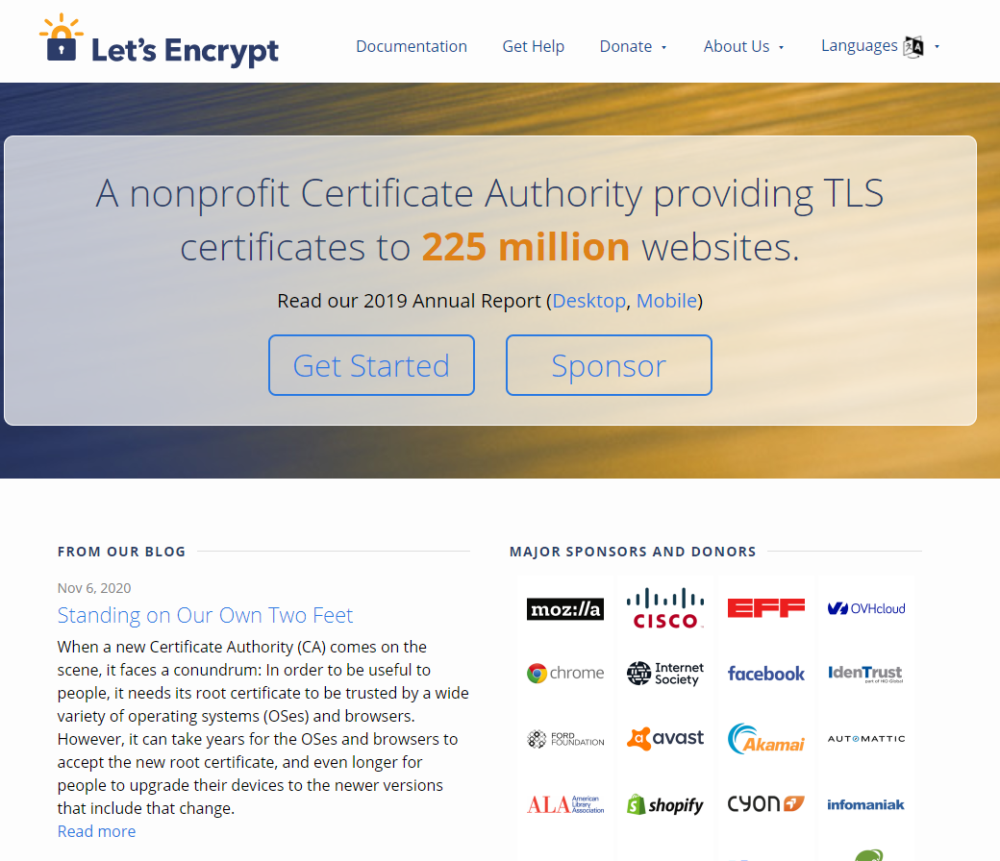 Let's Encrypt
Documentation
Get Help
Donate
About Us
Languages
A nonprofit Certificate Authority providing TLS
certificates to 225 million websites.
Read our 2019 Annual Report (Desktop, Mobile)
Get Started
Sponsor
FROM OUR BLOG
Nov 6, 2020
Standing on Our Own Two Feet
When a new Certificate Authority (CA) comes on the
scene, it faces a conundrum: In order to be useful to
people, it needs its root certificate to be trusted by a wide
variety of operating systems (OSes) and browsers.
However, it can take years for the OSes and browsers to
accept the new root certificate, and even longer for
people to upgrade their devices to the newer versions
that include that change.
Read more
MAJOR SPONSORS AND DONORS
moz://a
CISCO
EFF
OVHcloud
chrome
Internet
Society
facebook
IdenTrust
part of HID Global
FORD
FOUNDATION
avast
Akamai
AUTOMATTIC
ALA American
Library
Association
shopify
CYON
infomaniak